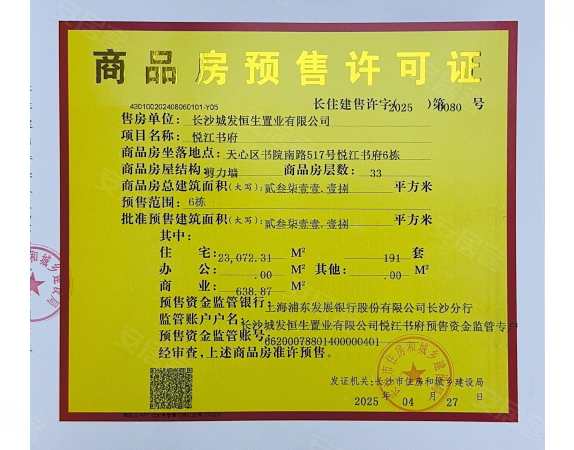 商品房预售许可证
430100202408060101-Y05
长住建售许字(2025)第0080号
售房单位:长沙城发恒生置业有限公司
项目名称:悦江书府
商品房坐落地点:天心区书院南路517号悦江书府6栋
商品房屋结构:剪力墙 商品房层数:33
商品房总建筑面积(大写):贰叁柒壹壹.壹捌 平方米
预售范围:6栋
批准预售建筑面积(大写):贰叁柒壹壹.壹捌 平方米
其中:
住宅:23,072.31 M² 191 套
办公:.00 M² 其他:.00 M²
商业:638.87 M²
预售资金监管银行:上海浦东发展银行股份有限公司长沙分行
监管账户户名:长沙城发恒生置业有限公司悦江书府预售资金监管专户
预售资金监管账号:66200078801400000401
经审查,上述商品房准许预售。
发证机关:长沙市住房和城乡建设局
2025年 04月 27日